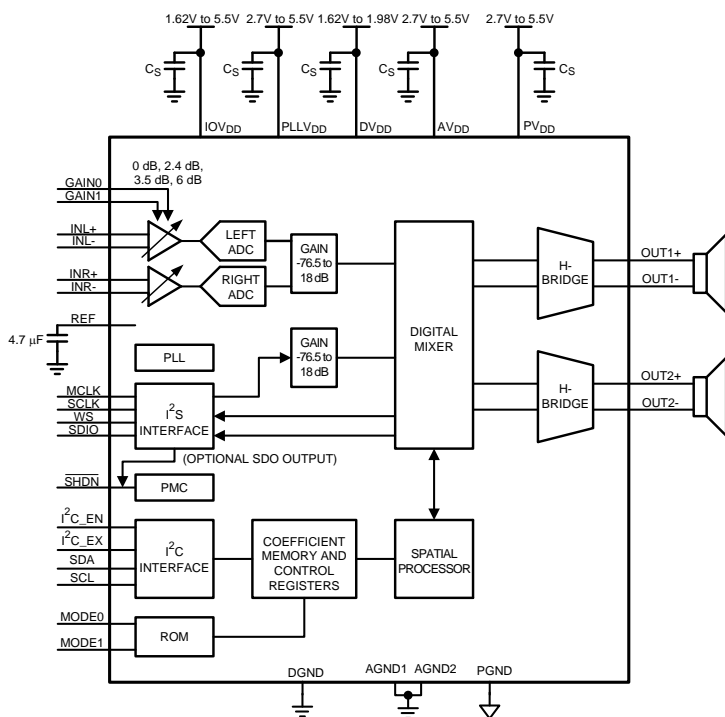 1.62V to 5.5V 2.7V to 5.5V 1.62V to 1.98V 2.7V to 5.5V 2.7V to 5.5V
CS CS CS CS CS
IOVDD PLLVDD DVDD AVDD PVDD
0 dB, 2.4 dB,
3.5 dB, 6 dB
GAIN0
GAIN1
INL+
INL-
INR+
INR-
REF
4.7 µF
LEFT
ADC
RIGHT
ADC
GAIN
-76.5 to
18 dB
GAIN
-76.5 to
18 dB
DIGITAL
MIXER
H-
BRIDGE
OUT1+
OUT1-
H-
BRIDGE
OUT2+
OUT2-
PLL
MCLK
SCLK
WS
SDIO
I2S
INTERFACE
(OPTIONAL SDO OUTPUT)
SHDN
PMC
I2C_EN
I2C_EX
SDA
SCL
I2C
INTERFACE
COEFFICIENT
MEMORY AND
CONTROL
REGISTERS
SPATIAL
PROCESSOR
MODE0
MODE1
ROM
DGND
AGND1 AGND2
PGND